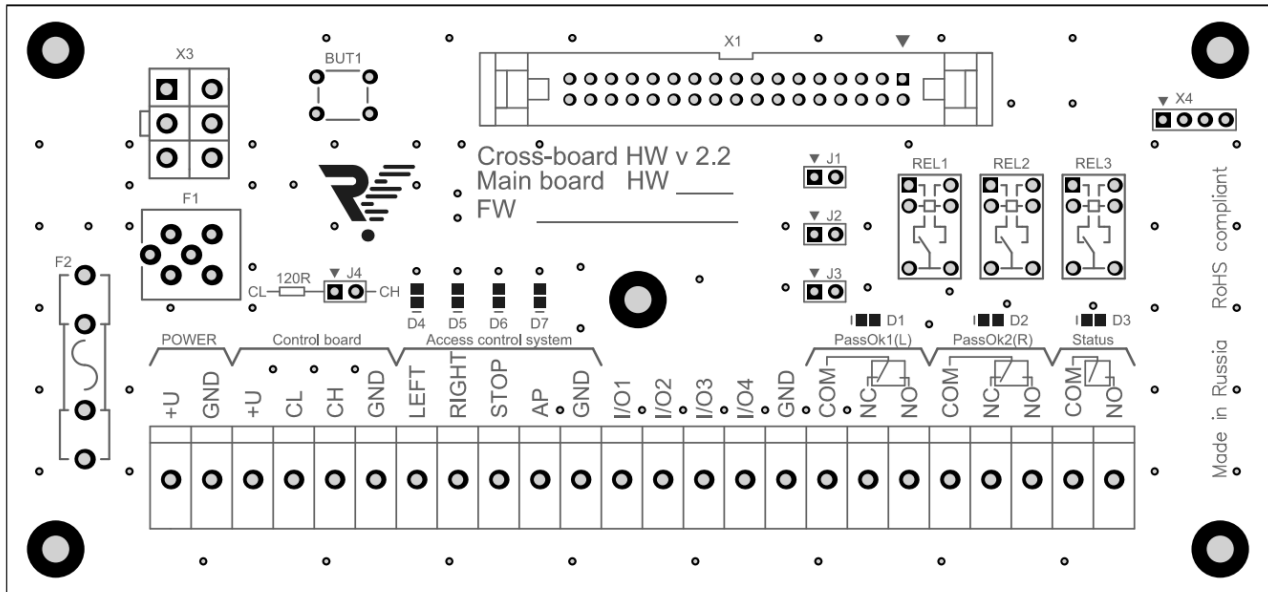 X3
BUT1
X1
X4
Cross-board HW v 2.2
Main board HW ____
FW ______________
J1
REL1
REL2
REL3
F1
J2
F2
120R
J4
CL
CH
J3
D4
D5
D6
D7
D1
D2
D3
POWER
Control board
Access control system
PassOk1(L)
PassOk2(R)
Status
+U
GND
+U
CL
CH
GND
LEFT
RIGHT
STOP
AP
GND
I/O1
I/O2
I/O3
I/O4
GND
COM
NC
NO
COM
NC
NO
COM
NO
Made in Russia RoHS compliant